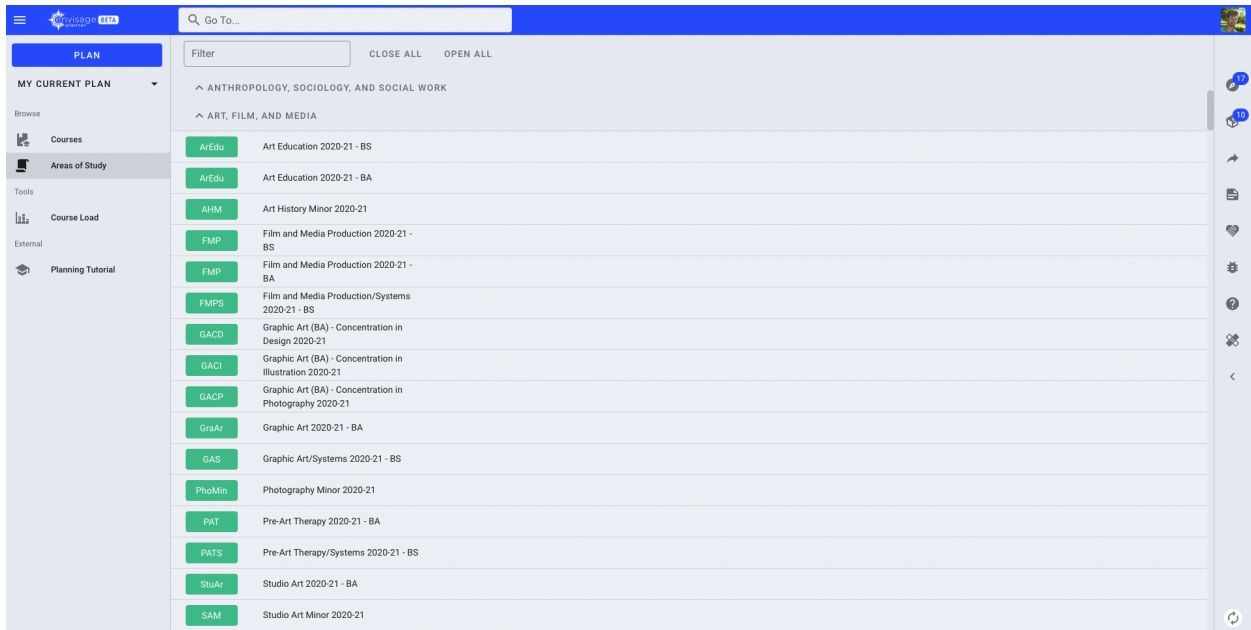 envisage BETA
planner
Go To...
17
10
PLAN
MY CURRENT PLAN
Browse
Courses
Areas of Study
Tools
Course Load
External
Planning Tutorial
Filter
CLOSE ALL
OPEN ALL
ANTHROPOLOGY, SOCIOLOGY, AND SOCIAL WORK
ART, FILM, AND MEDIA
ArEdu Art Education 2020-21 - BS
ArEdu Art Education 2020-21 - BA
AHM Art History Minor 2020-21
FMP Film and Media Production 2020-21 -
BS
FMP Film and Media Production 2020-21 -
BA
FMPS Film and Media Production/Systems
2020-21 - BS
GACD Graphic Art (BA) - Concentration in
Design 2020-21
GACI Graphic Art (BA) - Concentration in
Illustration 2020-21
GACP Graphic Art (BA) - Concentration in
Photography 2020-21
GraAr Graphic Art 2020-21 - BA
GAS Graphic Art/Systems 2020-21 - BS
PhoMin Photography Minor 2020-21
PAT Pre-Art Therapy 2020-21 - BA
PATS Pre-Art Therapy/Systems 2020-21 - BS
StuAr Studio Art 2020-21 - BA
SAM Studio Art Minor 2020-21